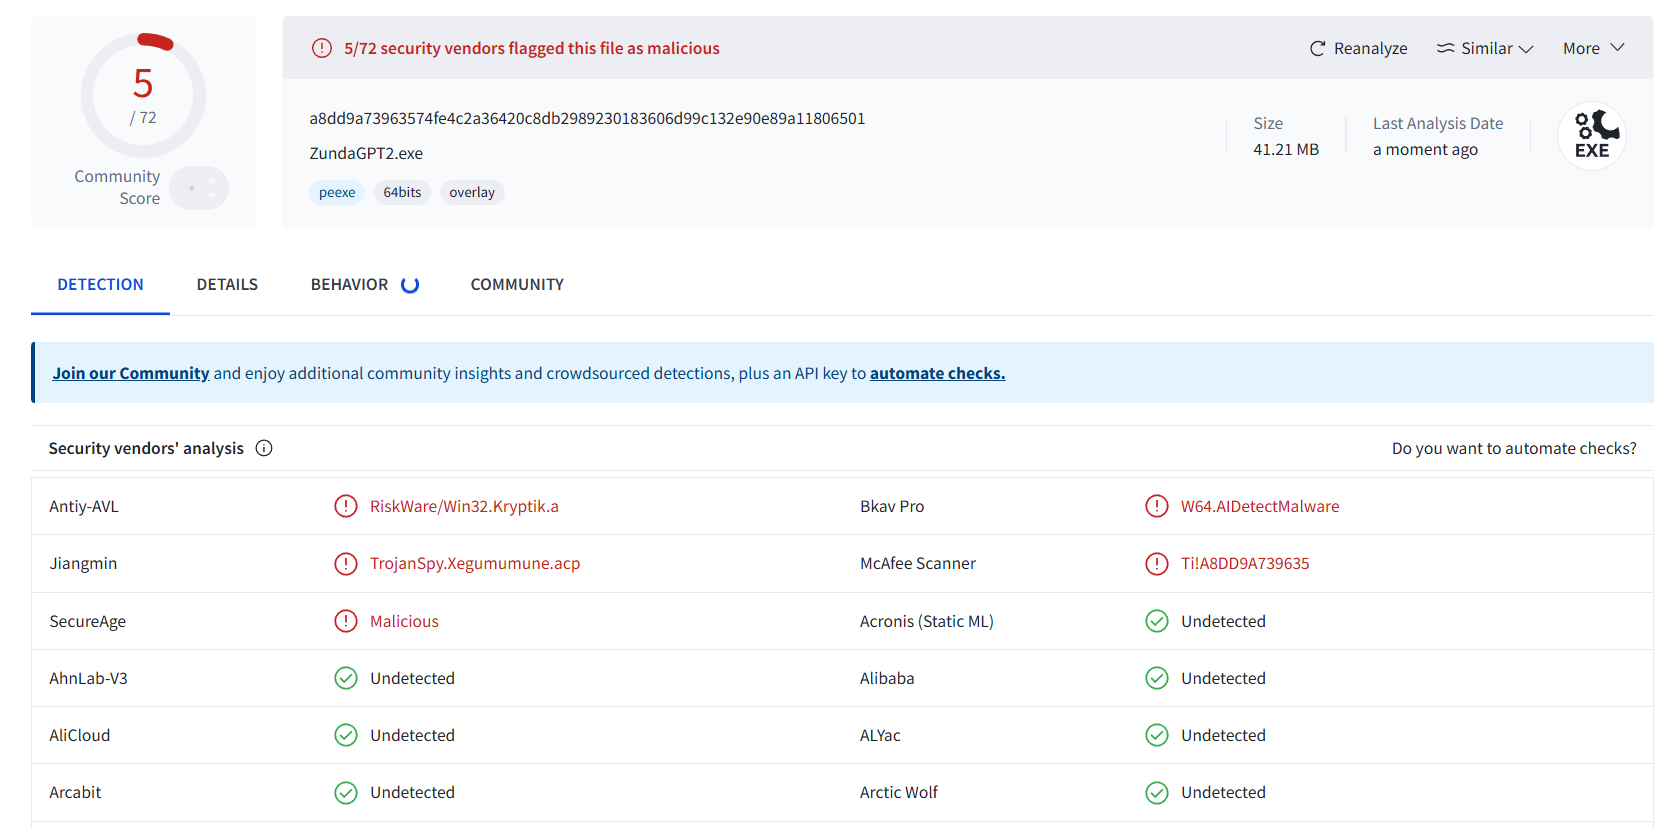 5
/ 72
Community
Score
5/72 security vendors flagged this file as malicious
Reanalyze
Similar
More
a8dd9a73963574fe4c2a36420c8db2989230183606d99c132e90e89a11806501
ZundaGPT2.exe
peexe
64bits
overlay
Size
41.21 MB
Last Analysis Date
a moment ago
EXE
DETECTION
DETAILS
BEHAVIOR
COMMUNITY
Join our Community and enjoy additional community insights and crowdsourced detections, plus an API key to automate checks.
Security vendors' analysis
Do you want to automate checks?
Antiy-AVL
RiskWare/Win32.Kryptik.a
Bkav Pro
W64.AIDetectMalware
Jiangmin
TrojanSpy.Xegumumune.acp
McAfee Scanner
Ti!A8DD9A739635
SecureAge
Malicious
Acronis (Static ML)
Undetected
AhnLab-V3
Undetected
Alibaba
Undetected
AliCloud
Undetected
ALYac
Undetected
Arcabit
Undetected
Arctic Wolf
Undetected